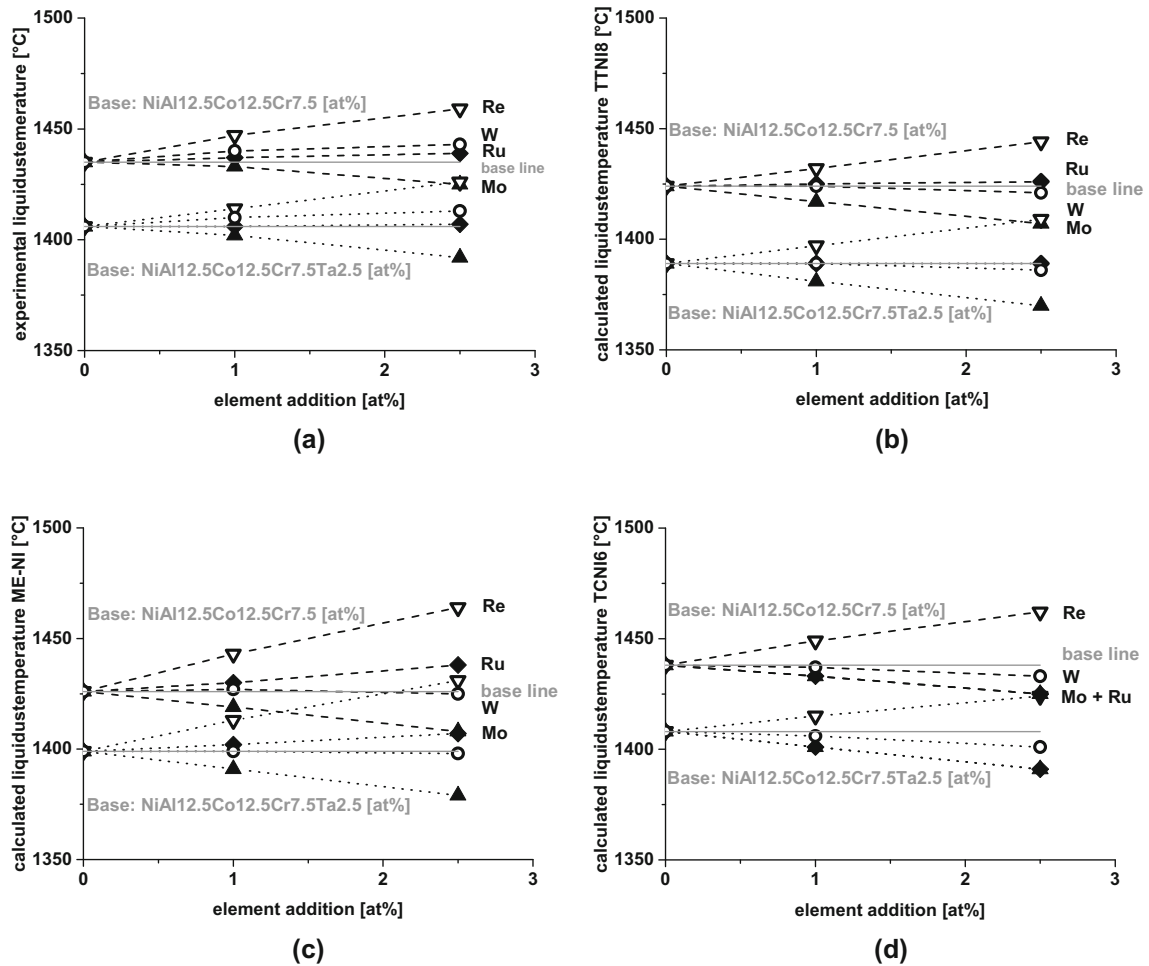 experimental liquidustemerature [°C]
1500
1450
1400
1350
Base: NiAl12.5Co12.5Cr7.5 [at%]
Re
W
Ru
base line
Mo
Base: NiAl12.5Co12.5Cr7.5Ta2.5 [at%]
0
1
2
3
element addition [at%]
(a)
calculated liquidustemperature TTNI8 [°C]
1500
1450
1400
1350
Base: NiAl12.5Co12.5Cr7.5 [at%]
Re
Ru
base line
W
Mo
Base: NiAl12.5Co12.5Cr7.5Ta2.5 [at%]
0
1
2
3
element addition [at%]
(b)
calculated liquidustemperature ME-NI [°C]
1500
1450
1400
1350
Base: NiAl12.5Co12.5Cr7.5 [at%]
Re
Ru
base line
W
Mo
Base: NiAl12.5Co12.5Cr7.5Ta2.5 [at%]
0
1
2
3
element addition [at%]
(c)
calculated liquidustemperature TCNI6 [°C]
1500
1450
1400
1350
Base: NiAl12.5Co12.5Cr7.5 [at%]
Re
base line
W
Mo + Ru
Base: NiAl12.5Co12.5Cr7.5Ta2.5 [at%]
0
1
2
3
element addition [at%]
(d)